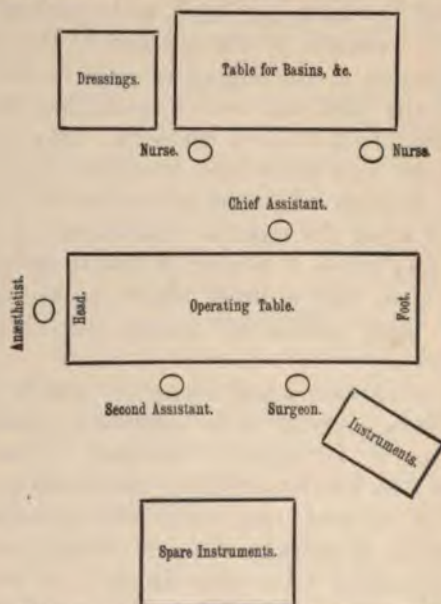 Dressings.
Table for Basins, &c.
Nurse.
Nurse.
Chief Assistant.
Anæsthetist.
Head.
Operating Table.
Foot.
Second Assistant.
Surgeon.
Instruments.
Spare Instruments.